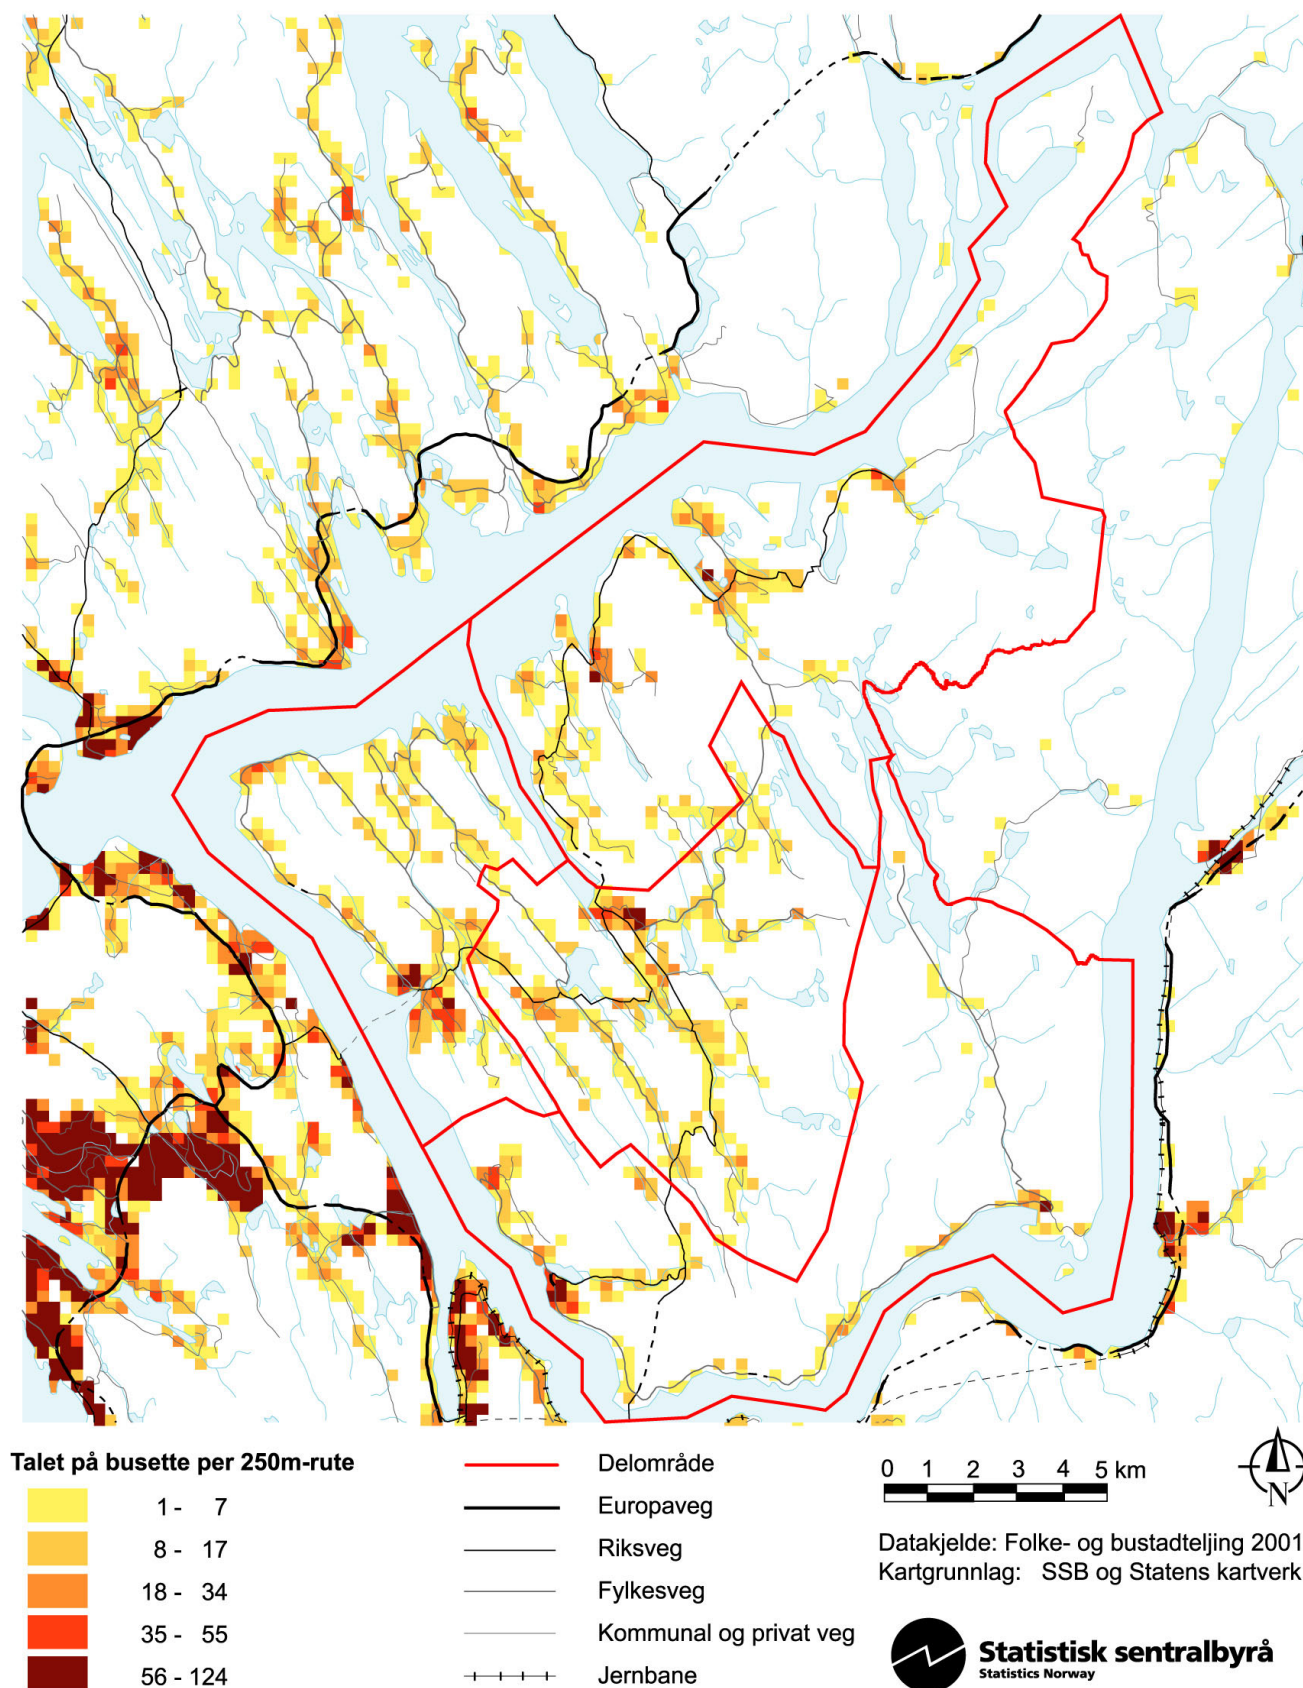 Talet på busette per 250m-rute
1 - 7
8 - 17
18 - 34
35 - 55
56 - 124
Delområde
Europaveg
Riksveg
Fylkesveg
Kommunal og privat veg
Jernbane
0 1 2 3 4 5 km
N
Datakjelde: Folke- og bustadteljing 2001
Kartgrunnlag: SSB og Statens kartverk
Statistisk sentralbyrå
Statistics Norway